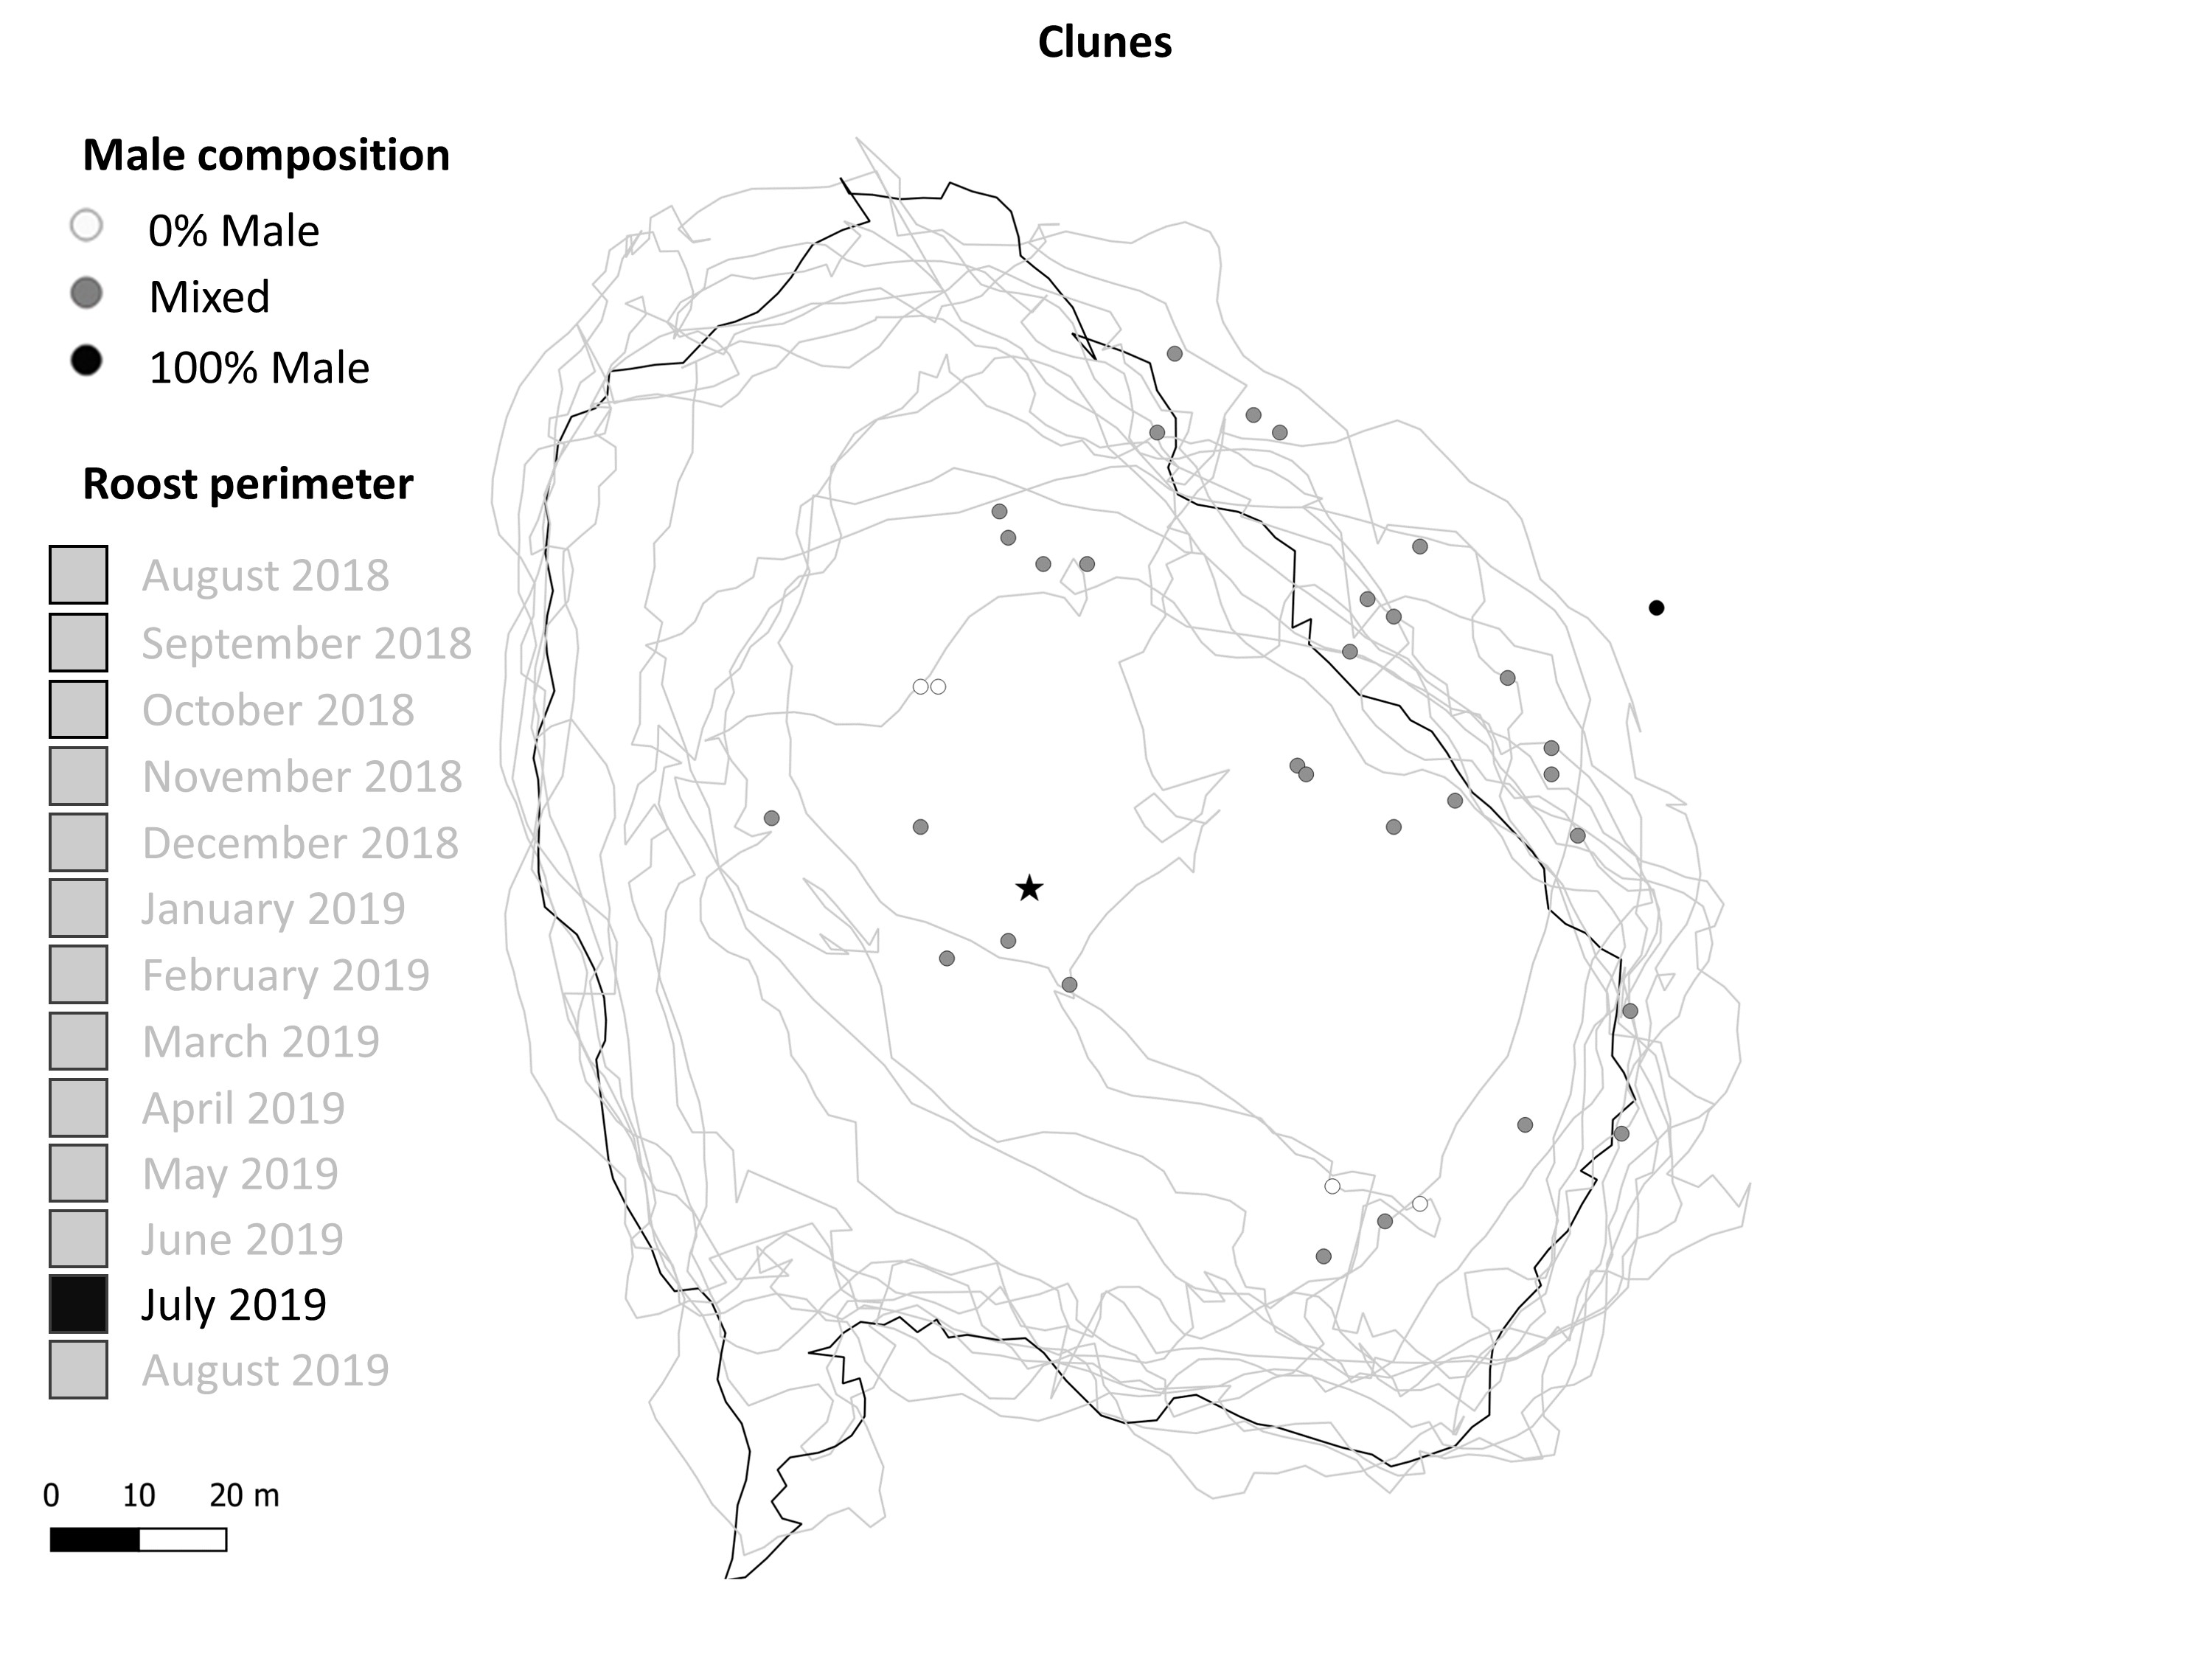 Clunes
Male composition
0% Male
Mixed
100% Male
Roost perimeter
August 2018
September 2018
October 2018
November 2018
December 2018
January 2019
February 2019
March 2019
April 2019
May 2019
June 2019
July 2019
August 2019
0 10 20 m